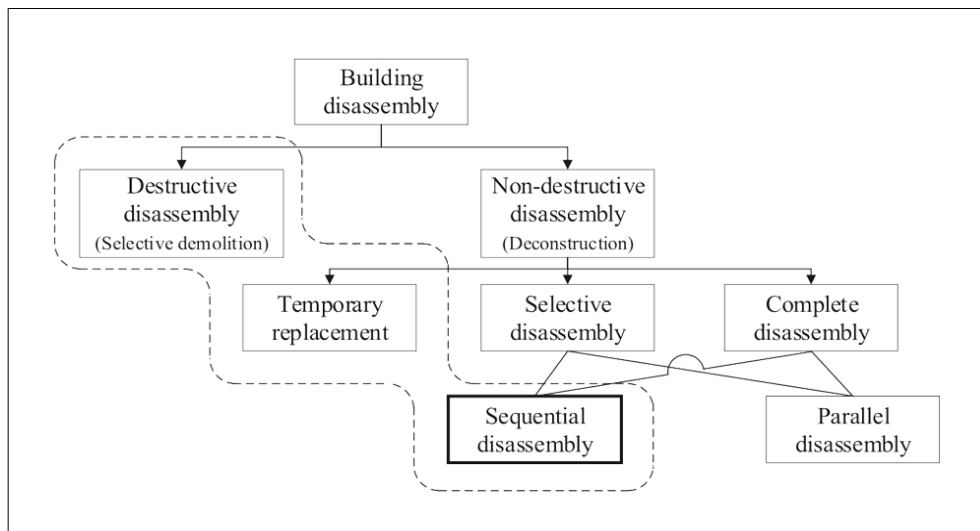 Building
disassembly
Destructive
disassembly
(Selective demolition)
Non-destructive
disassembly
(Deconstruction)
Temporary
replacement
Selective
disassembly
Complete
disassembly
Sequential
disassembly
Parallel
disassembly